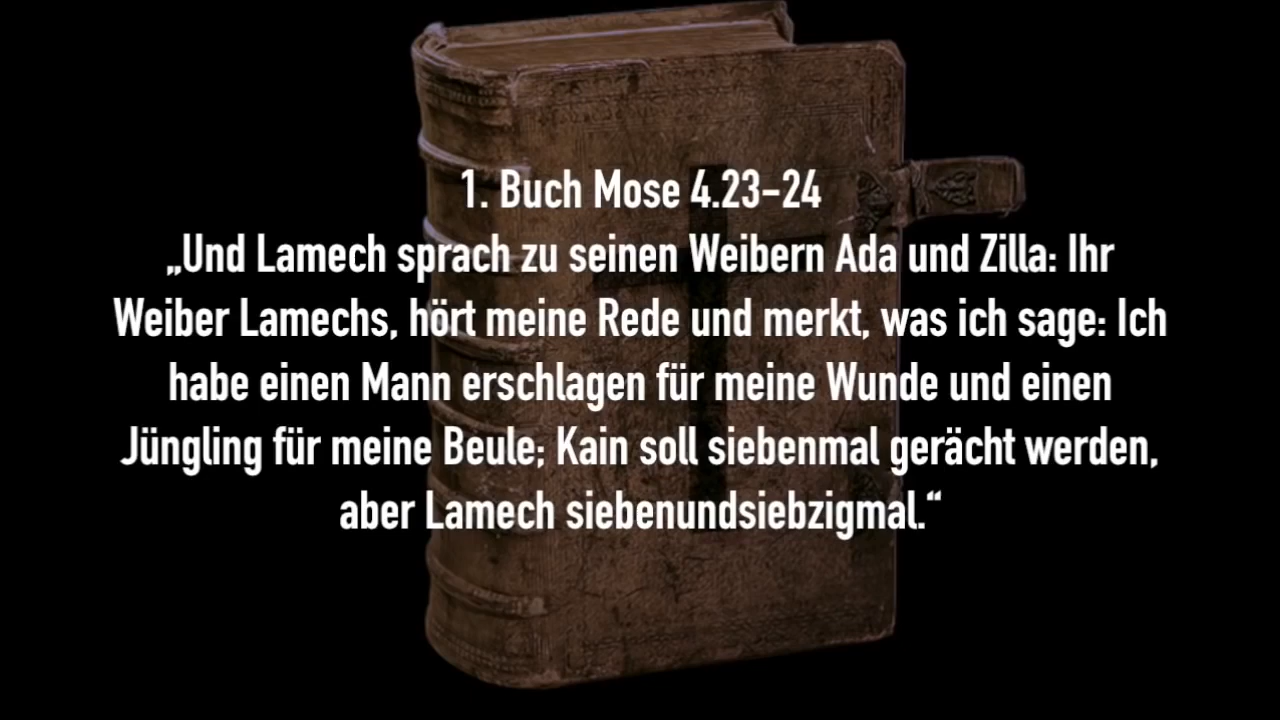 1. Buch Mose 4.23–24
„Und Lamech sprach zu seinen Weibern Ada und Zilla: Ihr
Weiber Lamechs, hört meine Rede und merkt, was ich sage: Ich
habe einen Mann erschlagen für meine Wunde und einen
Jüngling für meine Beule; Kain soll siebenmal gerächt werden,
aber Lamech siebenundsiebzigmal.“